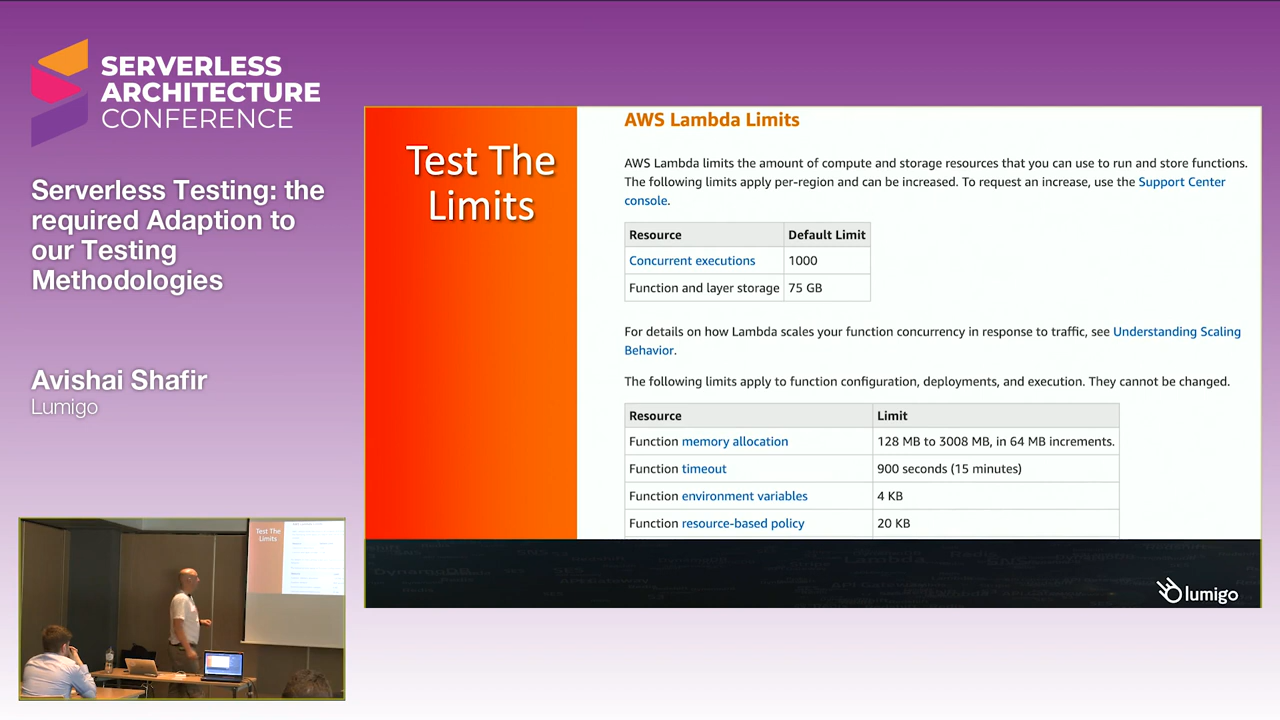 SERVERLESS
ARCHITECTURE
CONFERENCE
Serverless Testing: the
required Adaption to
our Testing
Methodologies
Avishai Shafir
Lumigo
Test The
Limits
AWS Lambda Limits
AWS Lambda limits the amount of compute and storage resources that you can use to run and store functions.
The following limits apply per-region and can be increased. To request an increase, use the Support Center
console.
Resource Default Limit
Concurrent executions 1000
Function and layer storage 75 GB
For details on how Lambda scales your function concurrency in response to traffic, see Understanding Scaling
Behavior.
The following limits apply to function configuration, deployments, and execution. They cannot be changed.
Resource Limit
Function memory allocation 128 MB to 3008 MB, in 64 MB increments.
Function timeout 900 seconds (15 minutes)
Function environment variables 4 KB
Function resource-based policy 20 KB
lumigo
Test The
Limits